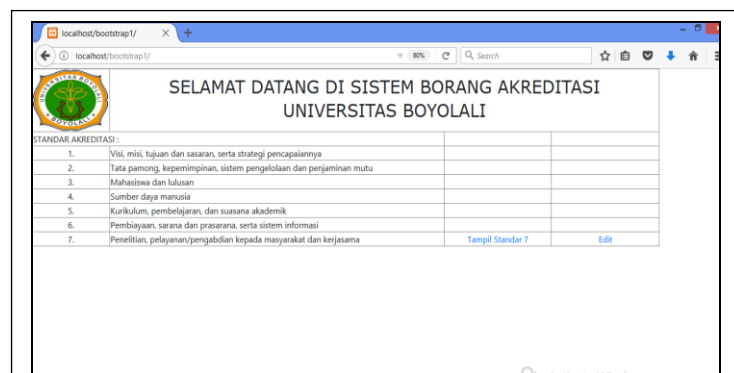 localhost/bootstrap1/
localhost/bootstrap1/ 80% Search
UNIVERSITAS BOYOLALI
BOYOLALI
SELAMAT DATANG DI SISTEM BORANG AKREDITASI
UNIVERSITAS BOYOLALI
STANDAR AKREDITASI :
1. Visi, misi, tujuan dan sasaran, serta strategi pencapaiannya
2. Tata pamong, kepemimpinan, sistem pengelolaan dan penjaminan mutu
3. Mahasiswa dan lulusan
4. Sumber daya manusia
5. Kurikulum, pembelajaran, dan suasana akademik
6. Pembiayaan, sarana dan prasarana, serta sistem informasi
7. Penelitian, pelayanan/pengabdian kepada masyarakat dan kerjasama Tampil Standar 7 Edit